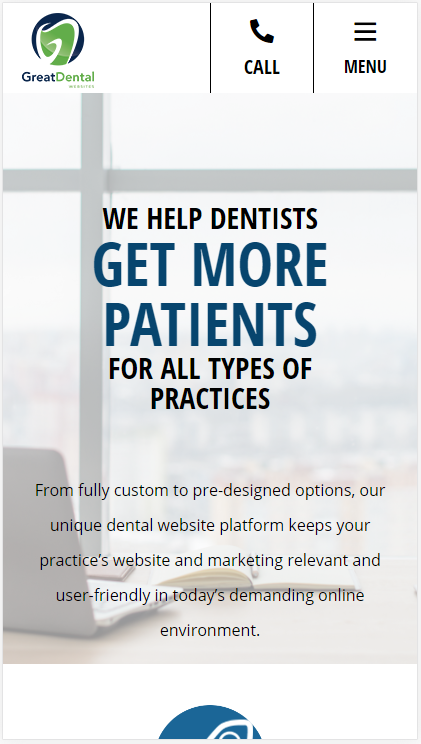 GreatDental
WEBSITES
CALL
MENU
WE HELP DENTISTS
GET MORE
PATIENTS
FOR ALL TYPES OF
PRACTICES
From fully custom to pre-designed options, our
unique dental website platform keeps your
practice’s website and marketing relevant and
user-friendly in today’s demanding online
environment.